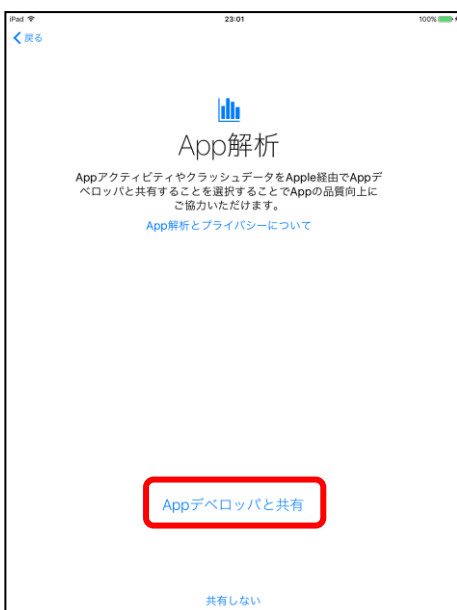 iPad 23:01 100%
戻る
App解析
AppアクティビティやクラッシュデータをApple経由でAppデ
ベロッパと共有することを選択することでAppの品質向上に
ご協力いただけます。
App解析とプライバシーについて
Appデベロッパと共有
共有しない